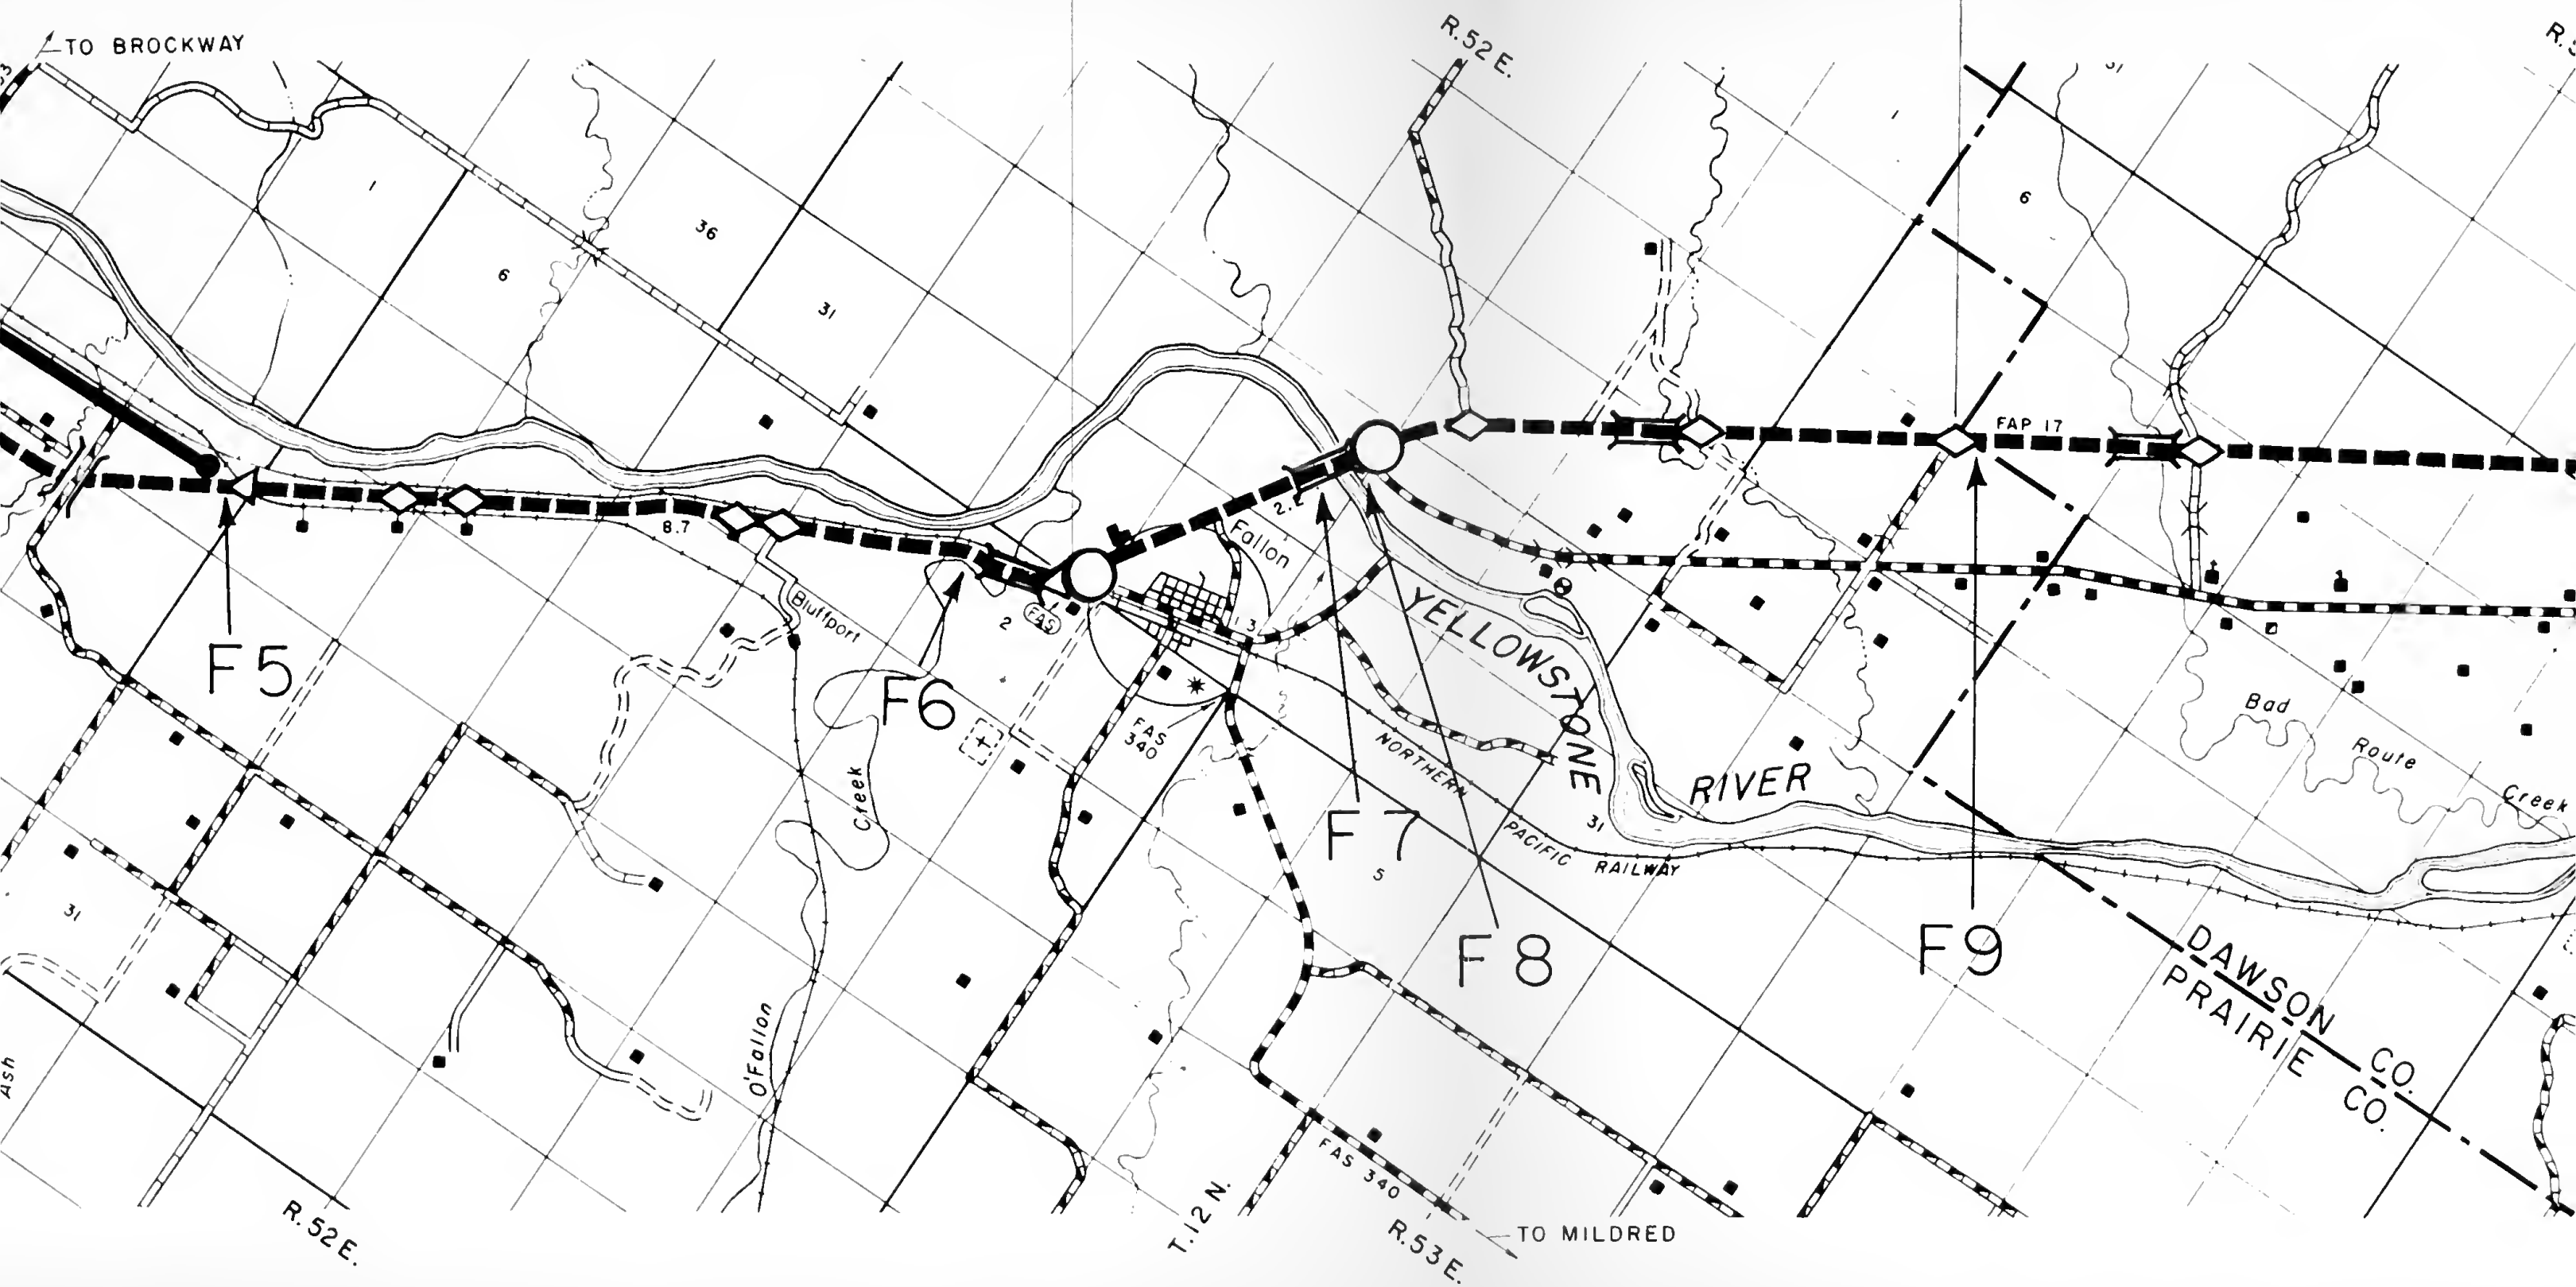 TO BROCKWAY
R.52 E.
31
1
6
1
36
6
31
FAP 17
8.7
Fallon
Bluffport
2
FAS
1.3
YELLOWSTONE
RIVER
F5
F6
FAS
340
Creek
NORTHERN
PACIFIC
RAILWAY
31
5
F7
F8
F9
Bad
Route
Creek
31
O'Fallon
Ash
DAWSON CO.
PRAIRIE CO.
FAS 340
R.52 E.
T.12 N.
R.53 E.
TO MILDRED